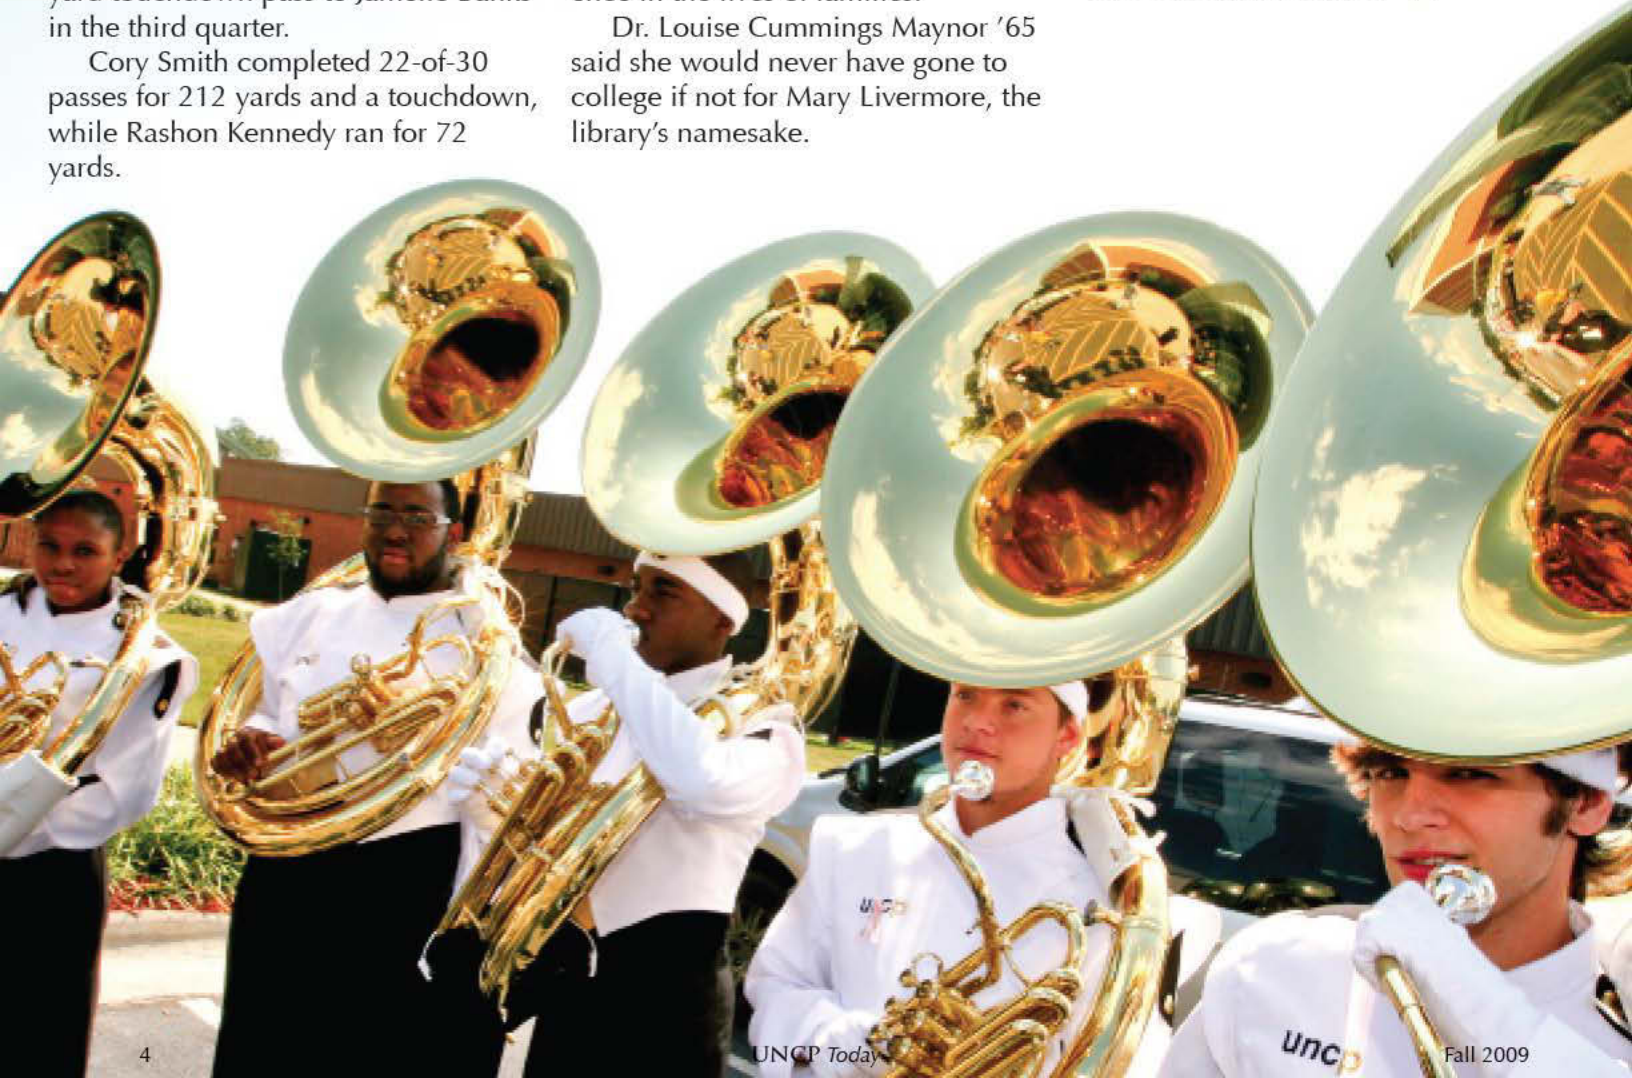 in the third quarter.
Cory Smith completed 22-of-30
passes for 212 yards and a touchdown,
while Rashon Kennedy ran for 72
yards.
Dr. Louise Cummings Maynor ’65
said she would never have gone to
college if not for Mary Livermore, the
library’s namesake.
uncp
uncp
4
UNCP Today
Fall 2009